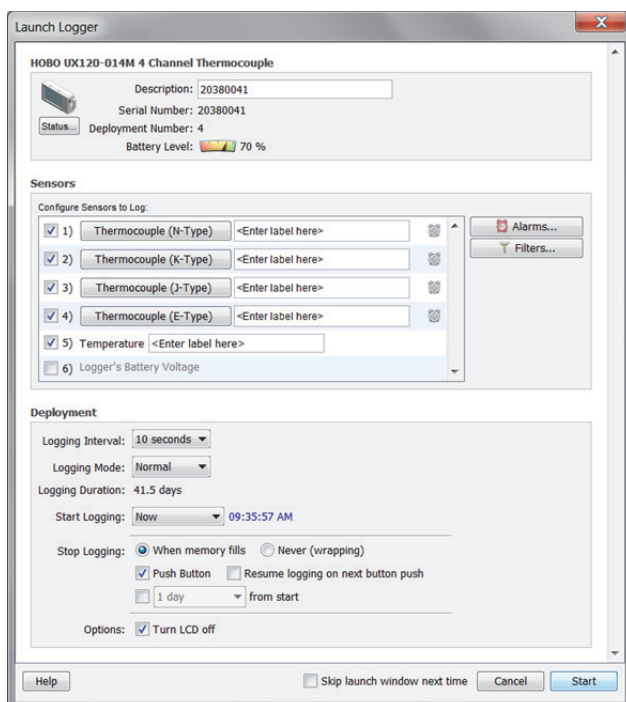 Launch Logger
HOBO UX120-014M 4 Channel Thermocouple
Description: 20380041
Serial Number: 20380041
Status... Deployment Number: 4
Battery Level: 70 %
Sensors
Configure Sensors to Log:
1) Thermocouple (N-Type) <Enter label here> Alarms...
Filters...
2) Thermocouple (K-Type) <Enter label here>
3) Thermocouple (J-Type) <Enter label here>
4) Thermocouple (E-Type) <Enter label here>
5) Temperature <Enter label here>
6) Logger's Battery Voltage
Deployment
Logging Interval: 10 seconds
Logging Mode: Normal
Logging Duration: 41.5 days
Start Logging: Now 09:35:57 AM
Stop Logging: When memory fills Never (wrapping)
Push Button Resume logging on next button push
1 day from start
Options: Turn LCD off
Help Skip launch window next time Cancel Start